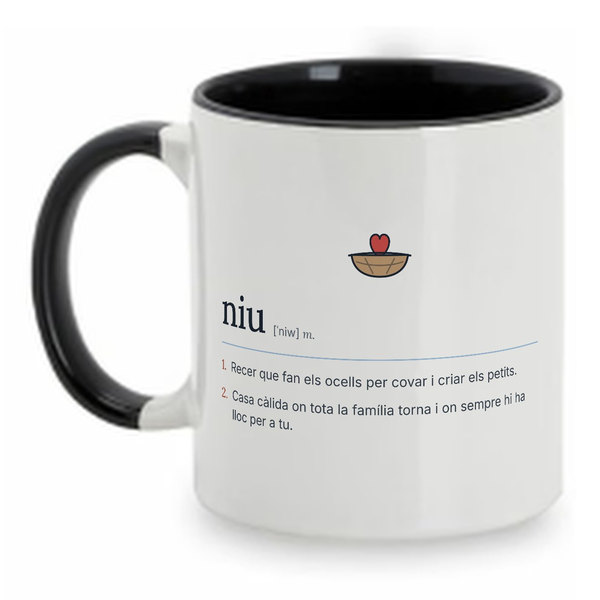 niu ['niw] m.
1. Recer que fan els ocells per covar i criar els petits.
2. Casa càlida on tota la família torna i on sempre hi ha
lloc per a tu.